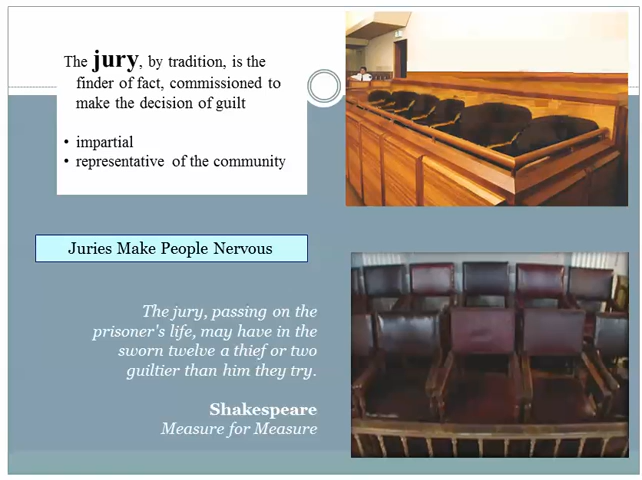 The jury, by tradition, is the
finder of fact, commissioned to
make the decision of guilt
• impartial
• representative of the community
Juries Make People Nervous
The jury, passing on the
prisoner's life, may have in the
sworn twelve a thief or two
guiltier than him they try.
Shakespeare
Measure for Measure